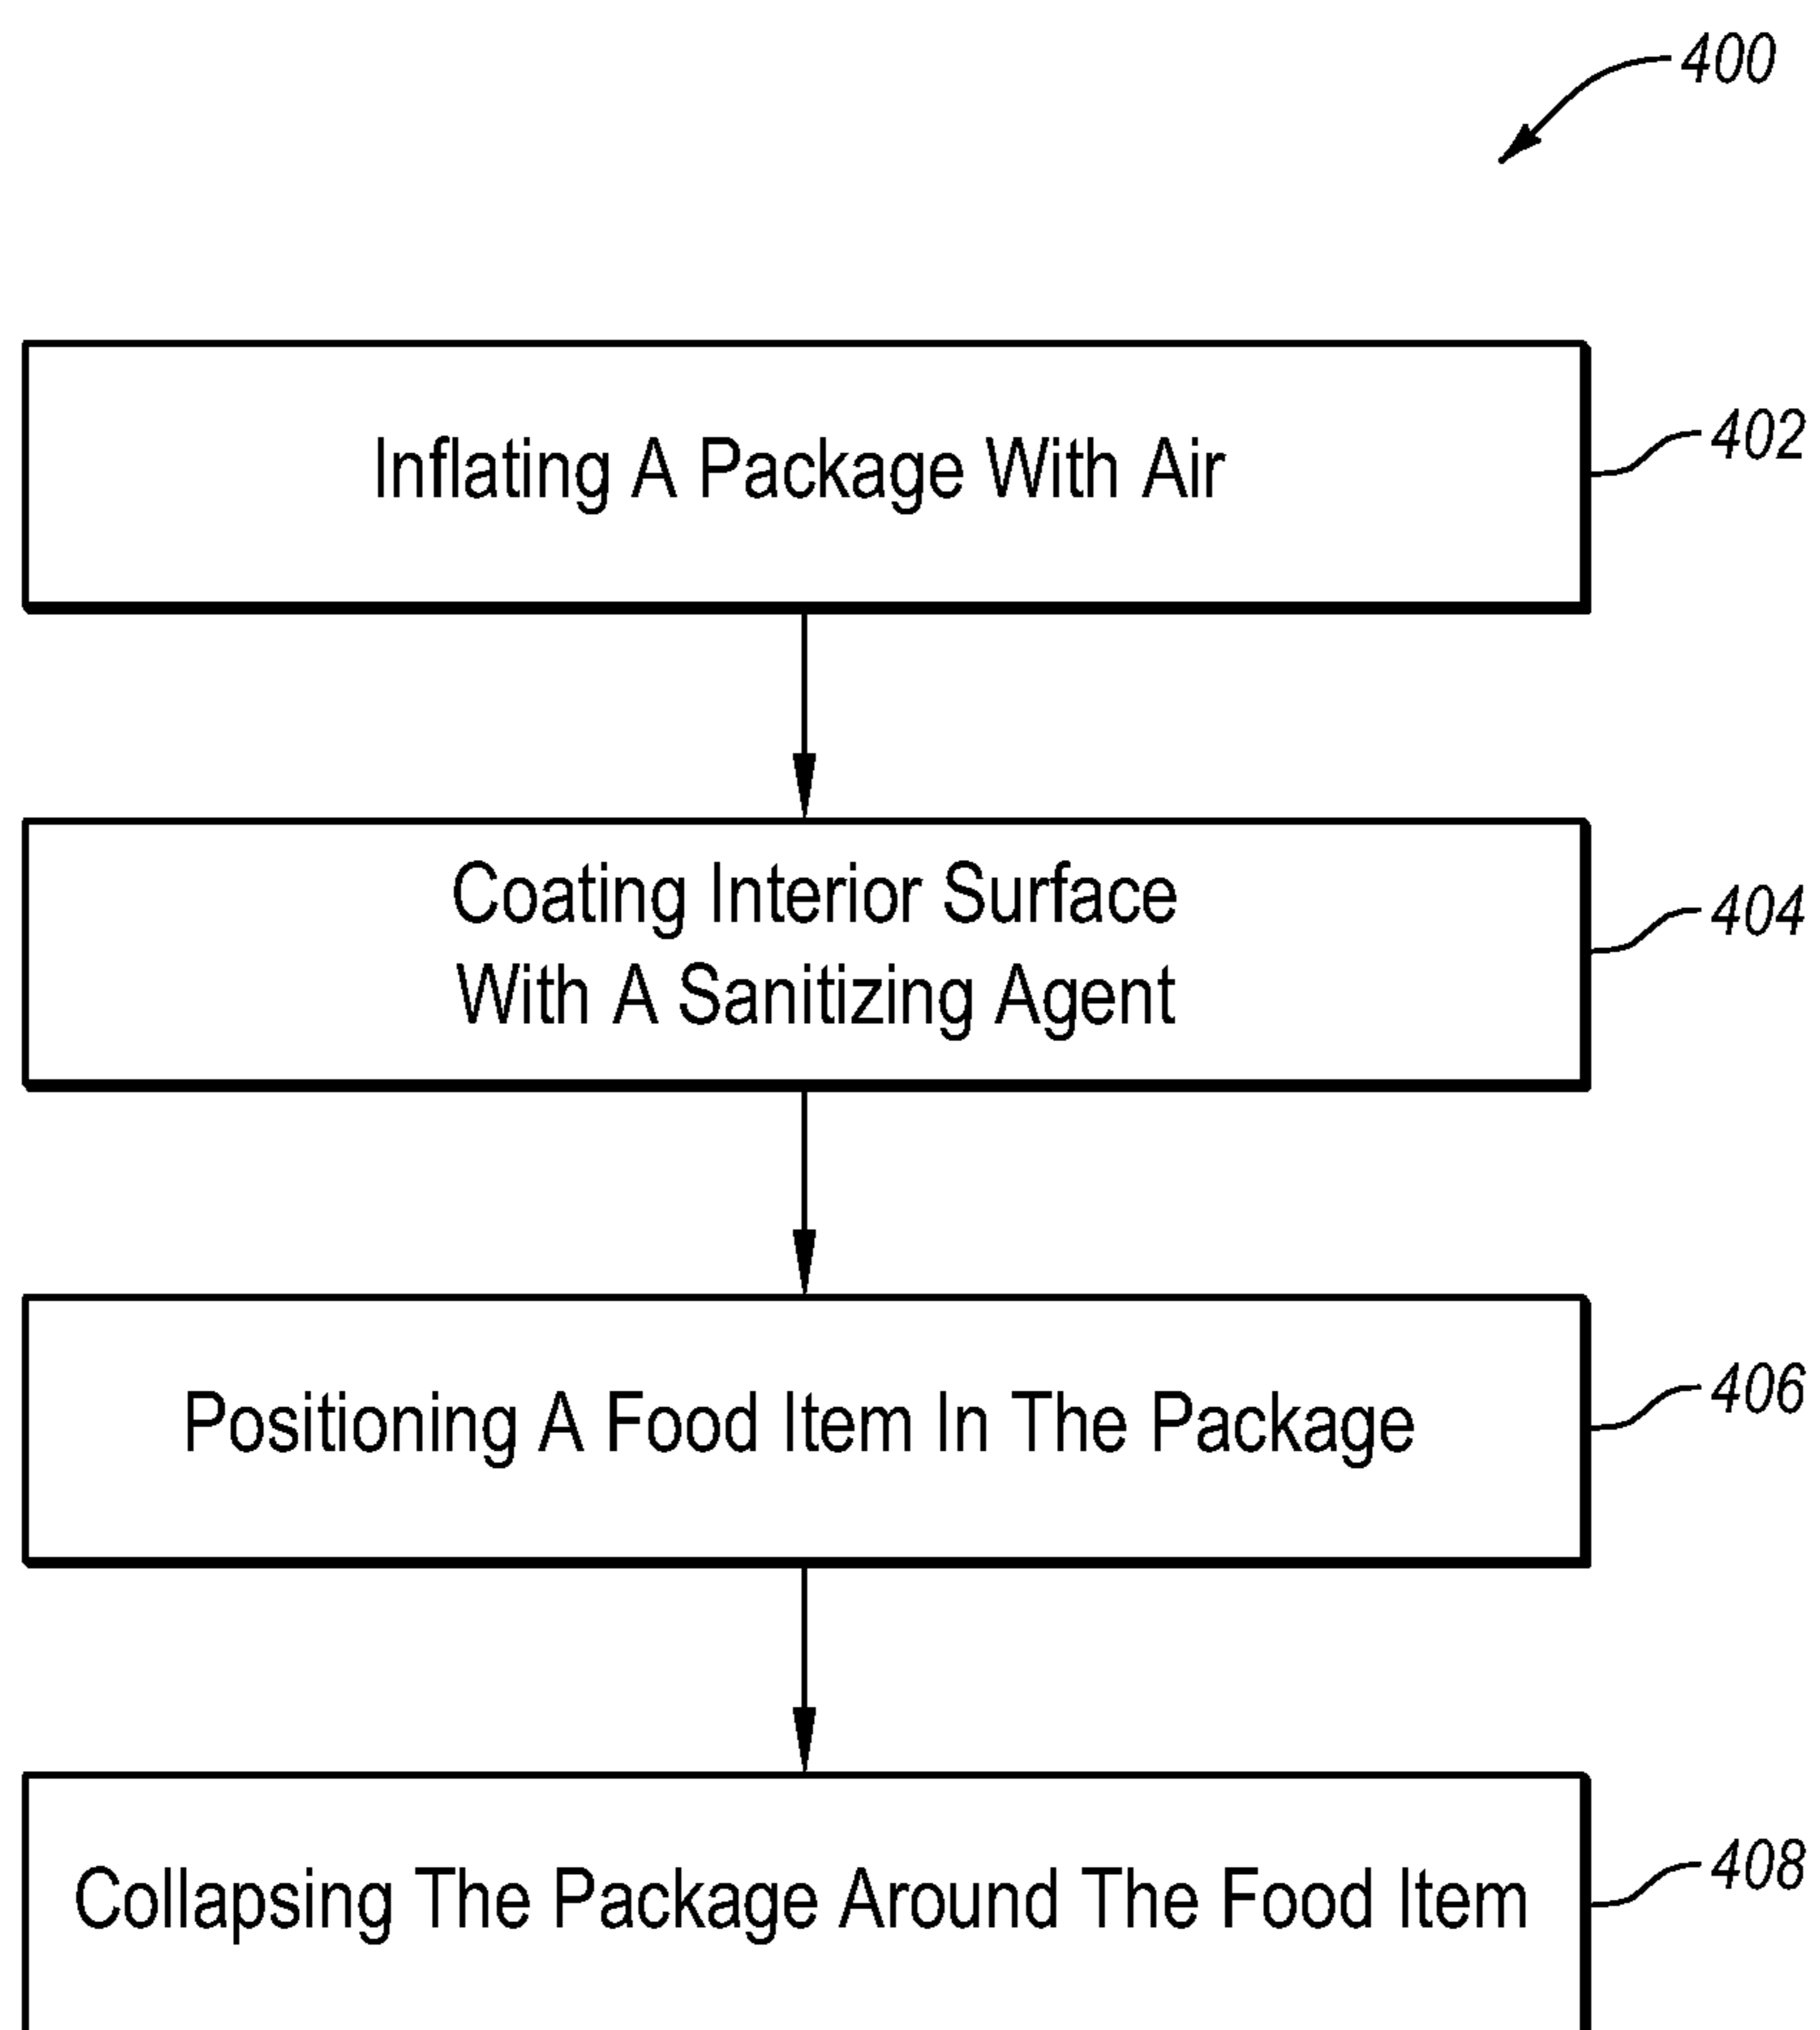 400
Inflating A Package With Air
402
Coating Interior Surface
With A Sanitizing Agent
404
Positioning A Food Item In The Package
406
Collapsing The Package Around The Food Item
408